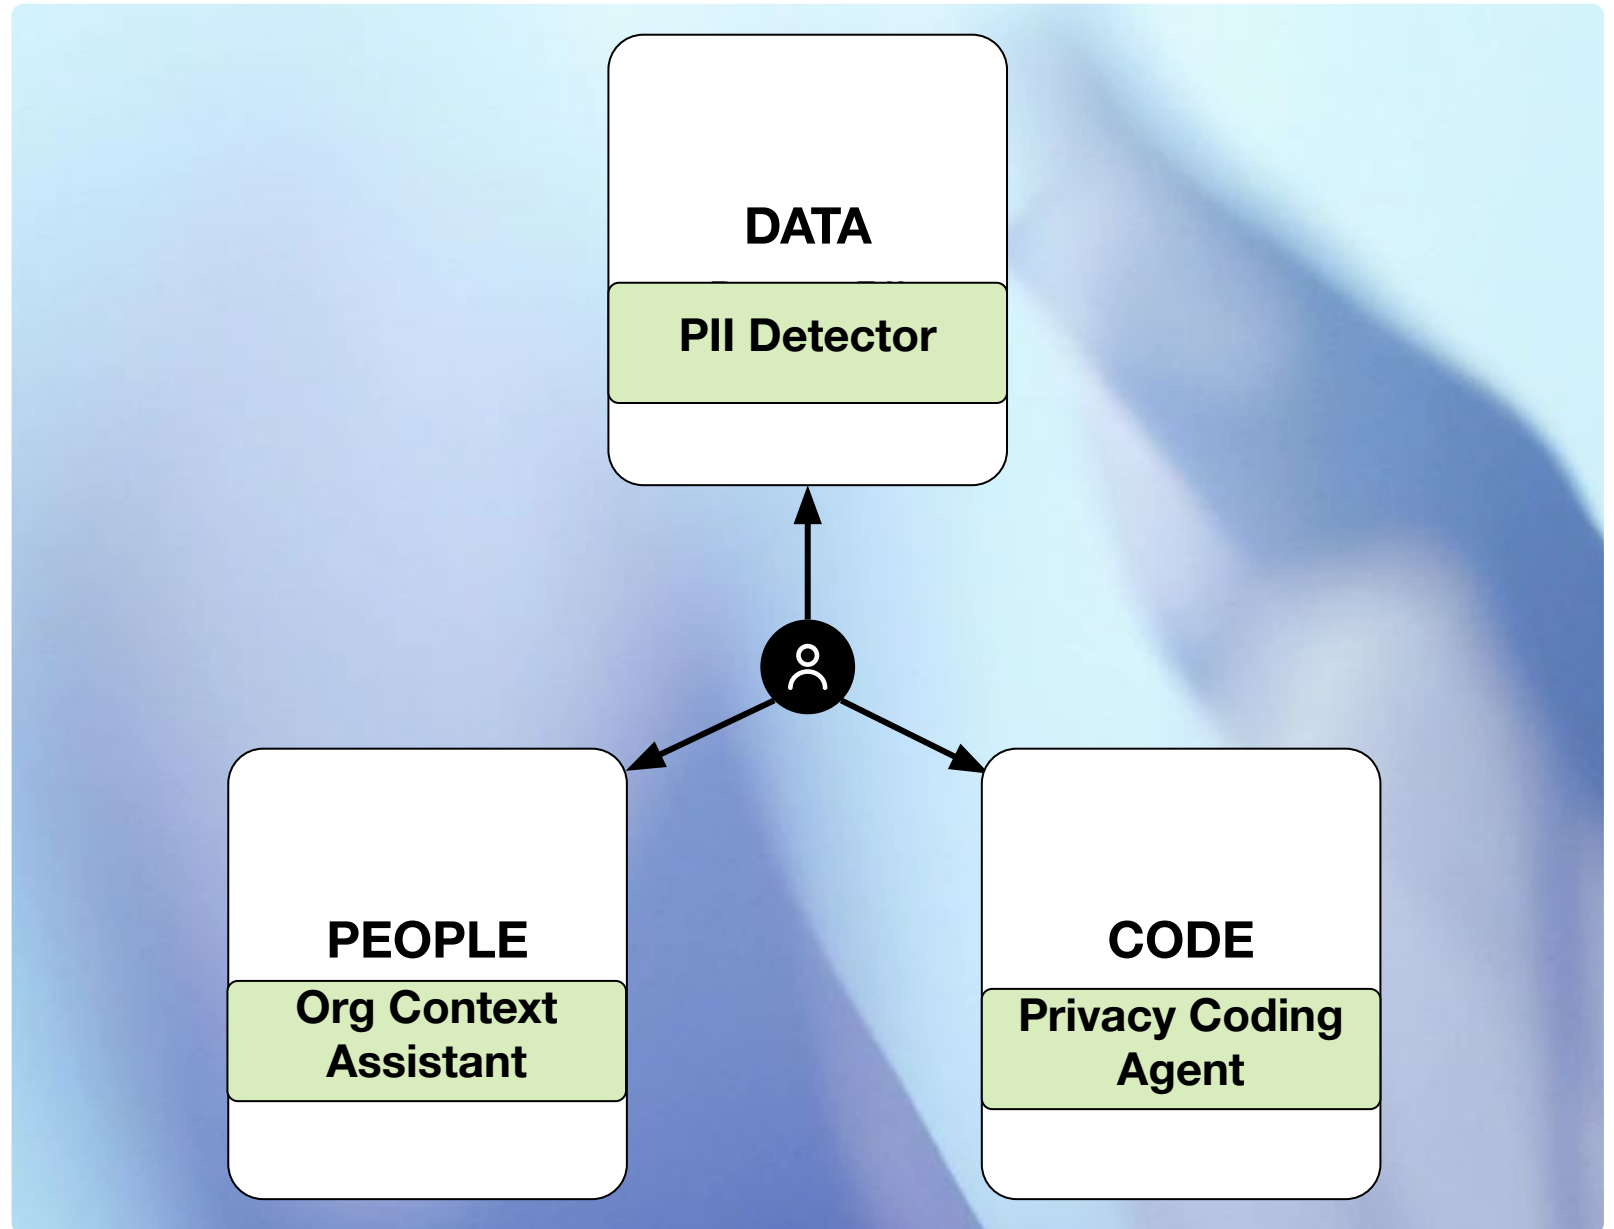 DATA
PII Detector
PEOPLE
Org Context
Assistant
CODE
Privacy Coding
Agent